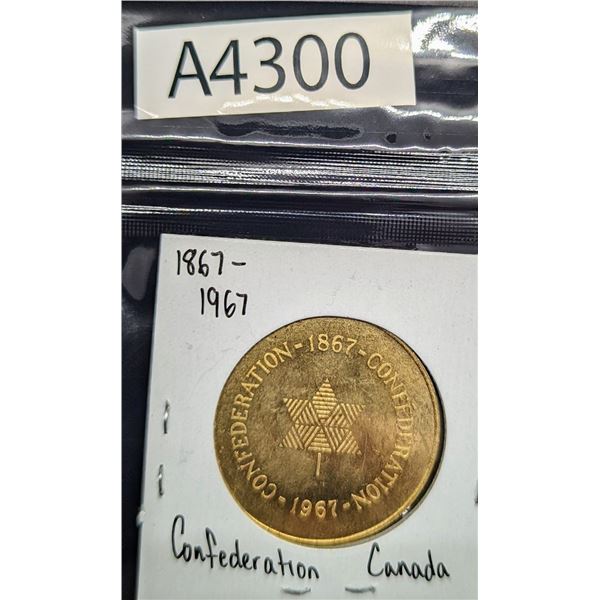 A4300
1867-
1967
CONFEDERATION-1867-CONFEDERATION-1967-
Confederation Canada